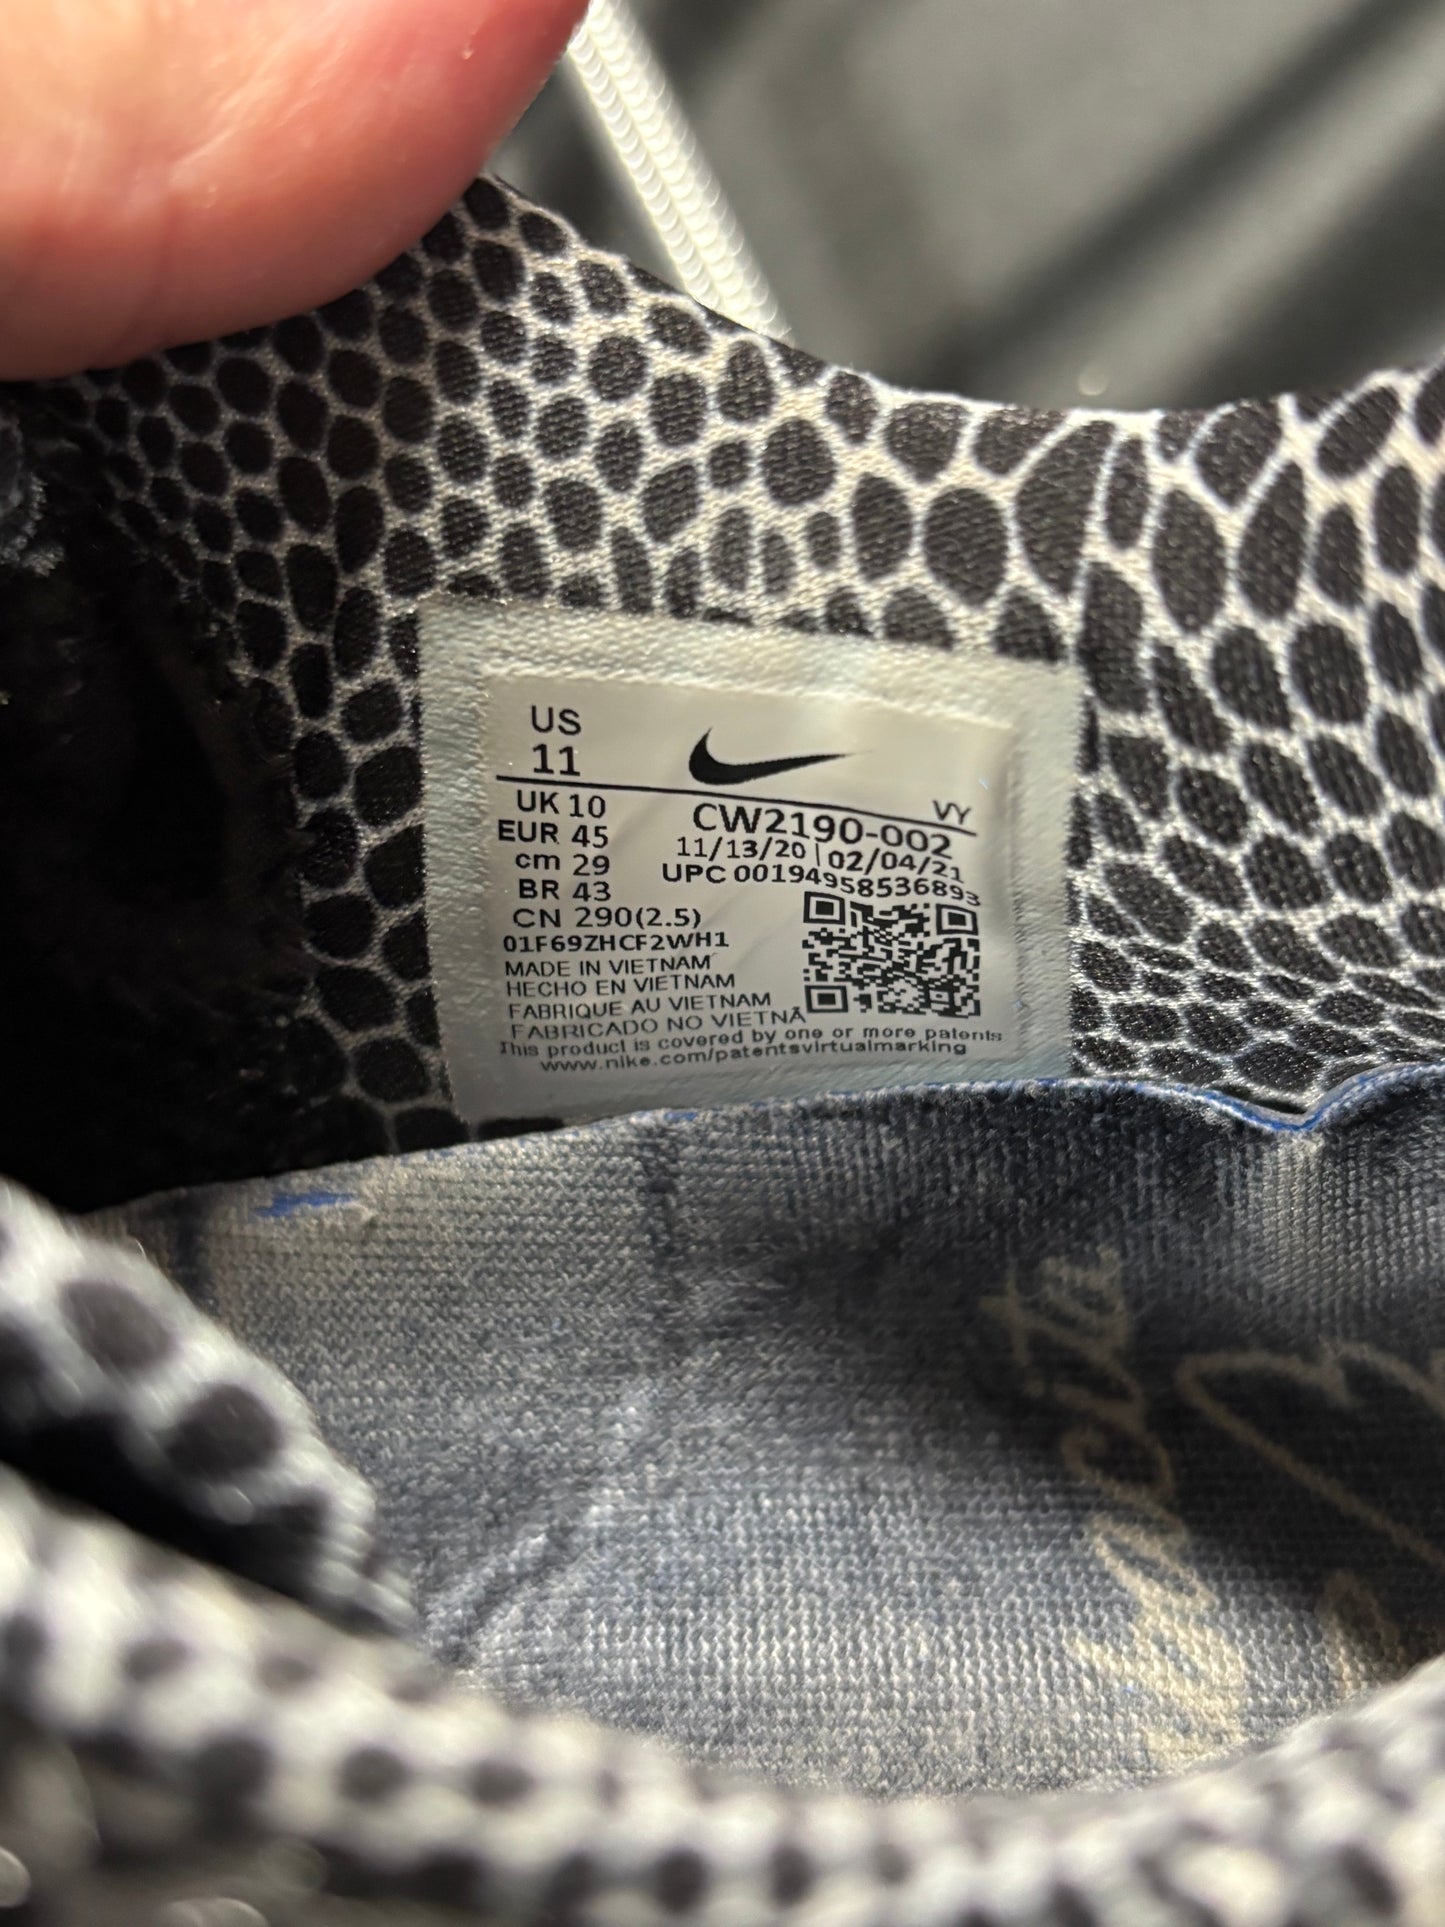 US
11
VY
UK 10
CW2190-002
EUR 45
11/13/20 | 02/04/21
cm 29
UPC 00194958536893
BR 43
CN 290(2.5)
01F69ZHCF2WH1
MADE IN VIETNAM
HECHO EN VIETNAM
FABRIQUE AU VIETNAM
FABRICADO NO VIETNÃ
This product is covered by one or more patents
www.nike.com/patentsvirtualmarking